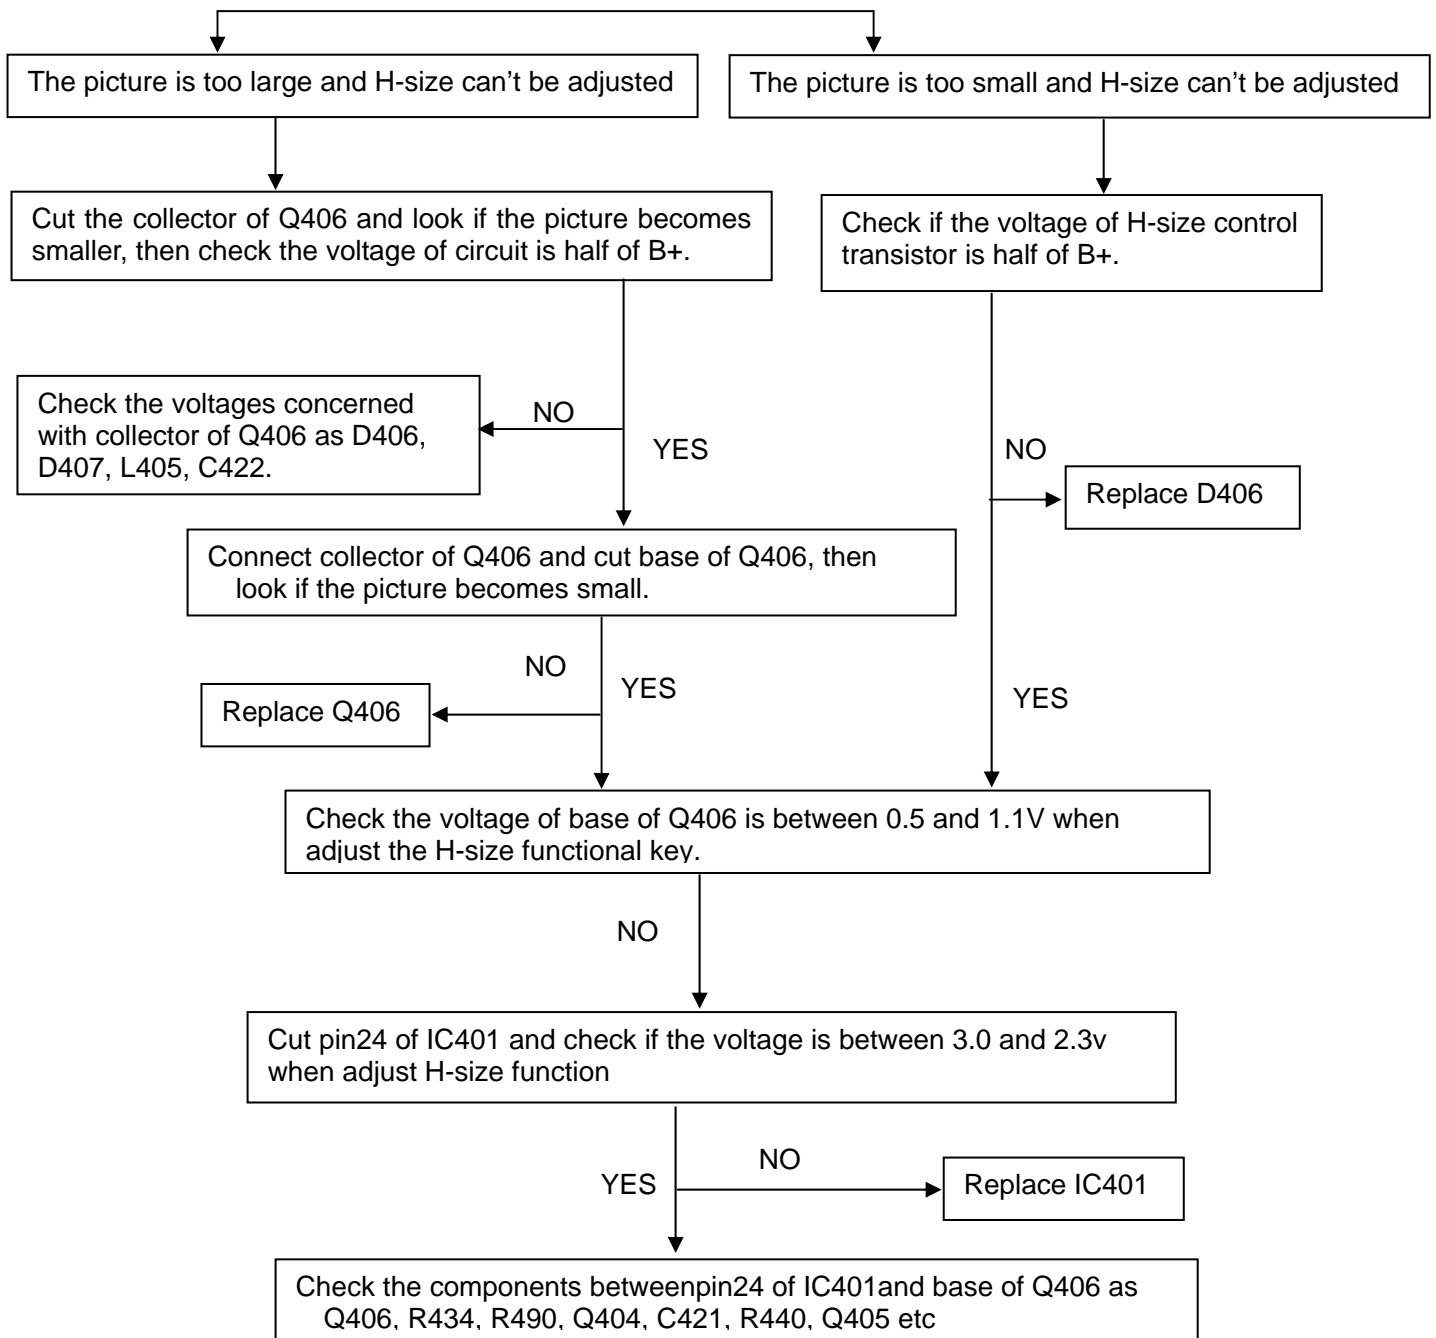 The picture is too large and H-size can't be adjusted
The picture is too small and H-size can't be adjusted
Cut the collector of Q406 and look if the picture becomes
smaller, then check the voltage of circuit is half of B+.
Check if the voltage of H-size control
transistor is half of B+.
Check the voltages concerned
with collector of Q406 as D406,
D407, L405, C422.
NO
YES
NO
Replace D406
Connect collector of Q406 and cut base of Q406, then
look if the picture becomes small.
NO
YES
YES
Replace Q406
Check the voltage of base of Q406 is between 0.5 and 1.1V when
adjust the H-size functional key.
NO
Cut pin24 of IC401 and check if the voltage is between 3.0 and 2.3v
when adjust H-size function
YES
NO
Replace IC401
Check the components betweenpin24 of IC401and base of Q406 as
Q406, R434, R490, Q404, C421, R440, Q405 etc